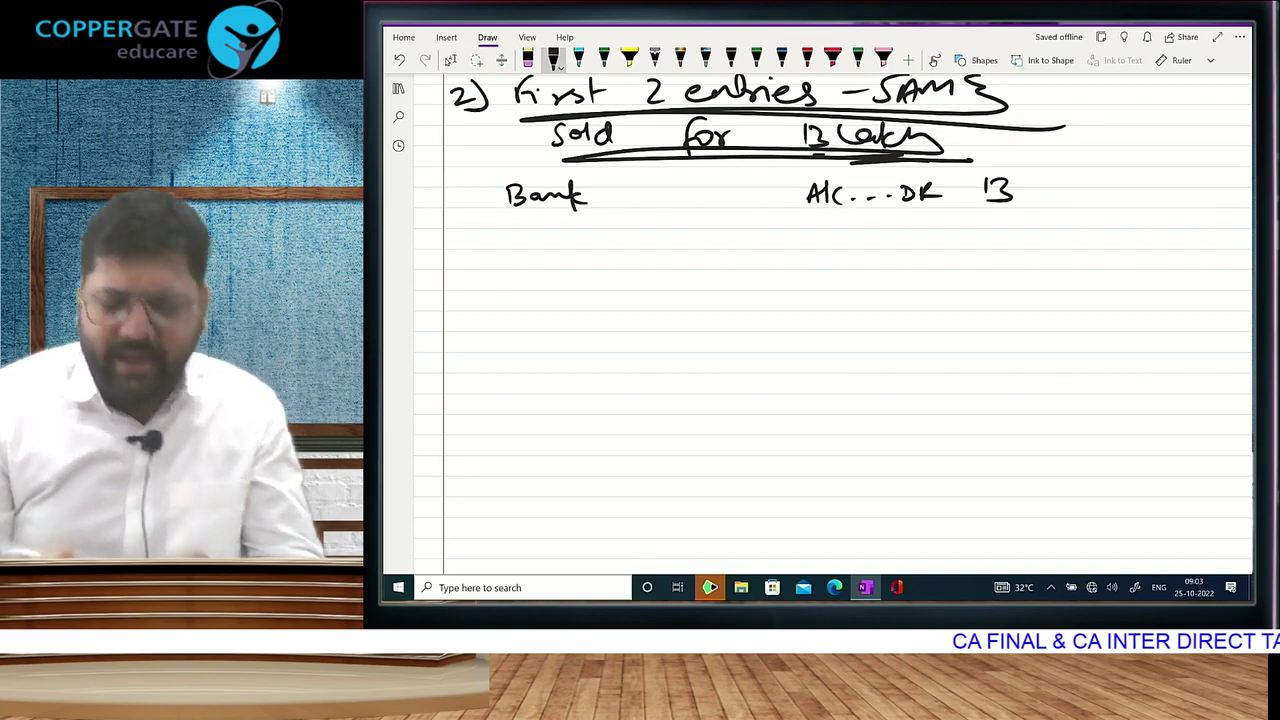 COPPERGATE
educare
Home Insert Draw View Help
Saved offline
Share
Shapes
Ink to Shape
Ink to Text
Ruler
2) First 2 entries - SAME
Sold for 13 lakhs
Bank A/C...DR 13
Type here to search
32°C
ENG
09:03
25-10-2022
CA FINAL & CA INTER DIRECT TA